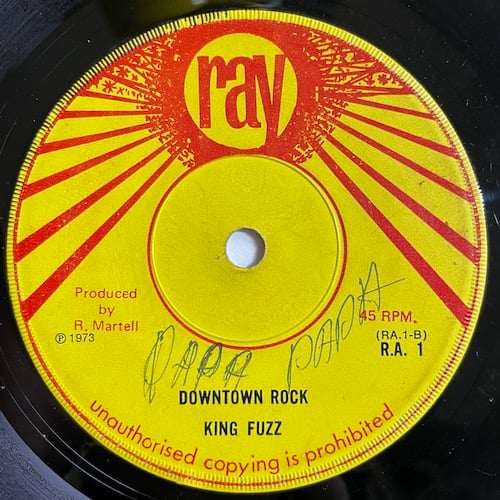 ray
Produced
by
R. Martell
℗ 1973
45 RPM.
(RA.1-B)
R.A. 1
PAPA PAPA
DOWNTOWN ROCK
KING FUZZ
unauthorised copying is prohibited